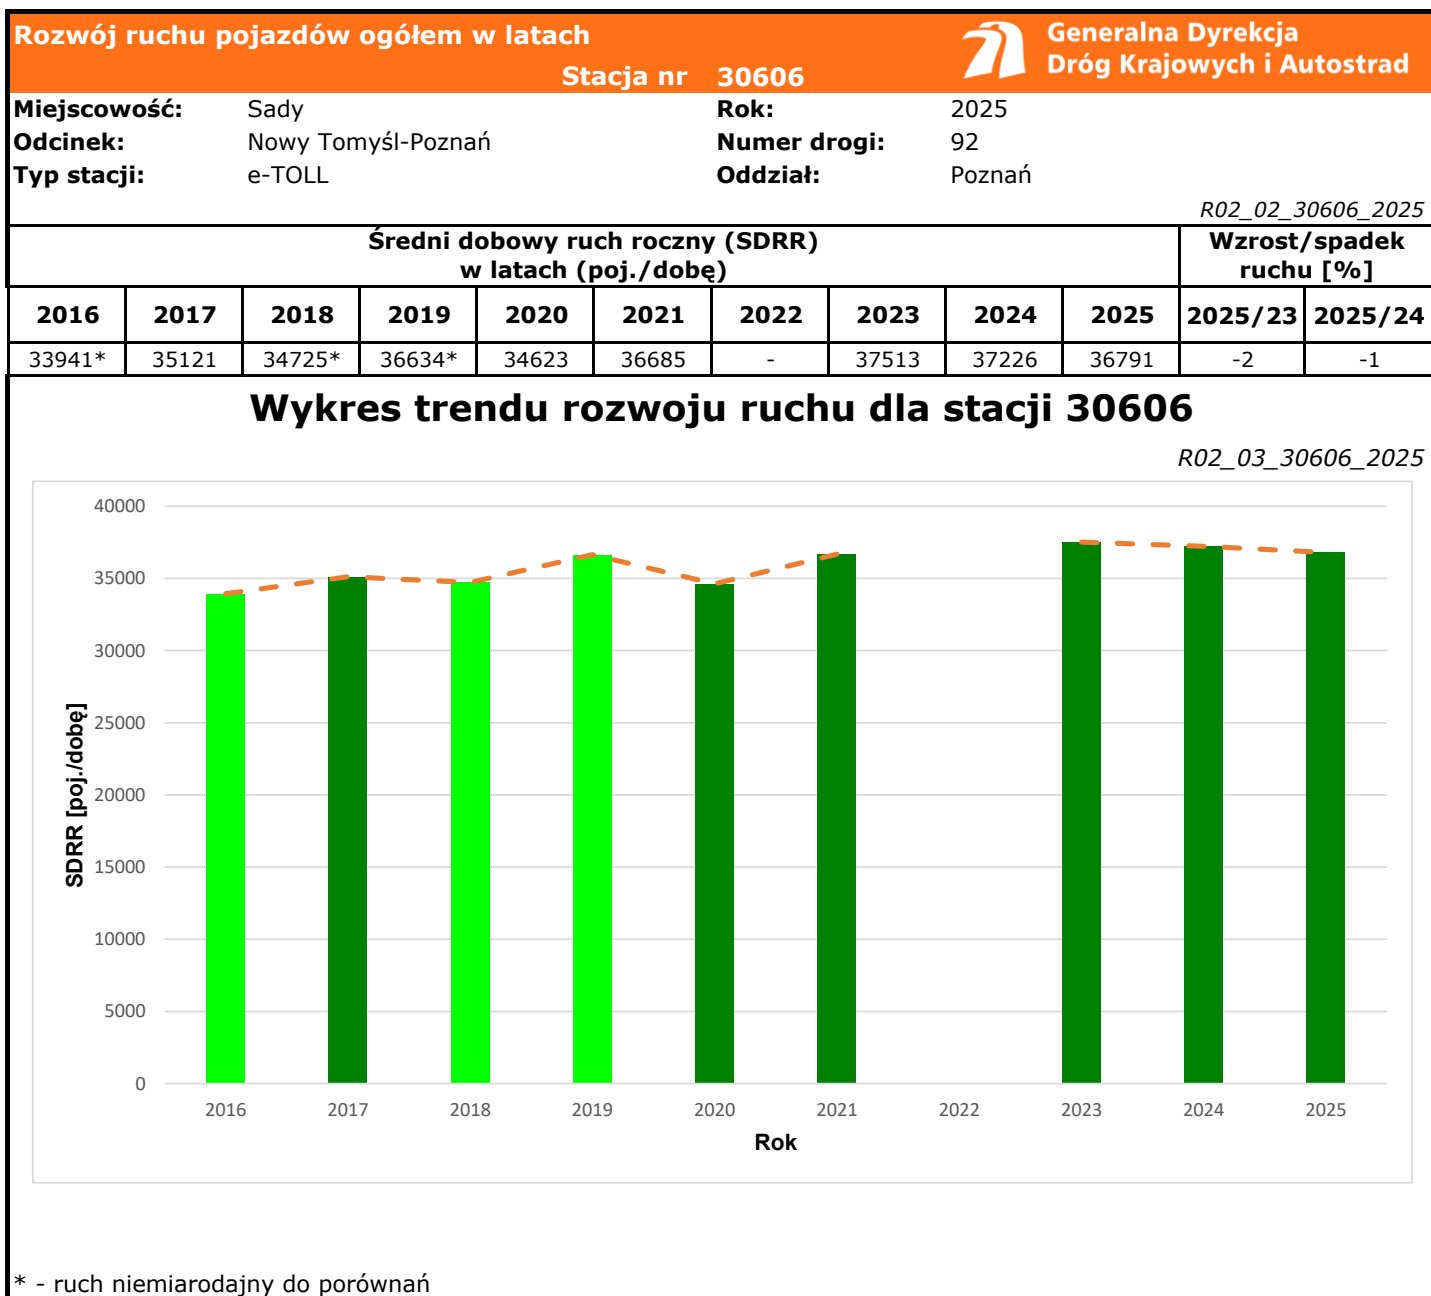 Rozwój ruchu pojazdów ogółem w latach
Generalna Dyrekcja
Dróg Krajowych i Autostrad
Stacja nr 30606
Miejscowość: Sady Rok: 2025
Odcinek: Nowy Tomyśl-Poznań Numer drogi: 92
Typ stacji: e-TOLL Oddział: Poznań
R02_02_30606_2025
Średni dobowy ruch roczny (SDRR) Wzrost/spadek
w latach (poj./dobę) ruchu [%]
2016 2017 2018 2019 2020 2021 2022 2023 2024 2025 2025/23 2025/24
33941* 35121 34725* 36634* 34623 36685 - 37513 37226 36791 -2 -1
Wykres trendu rozwoju ruchu dla stacji 30606
R02_03_30606_2025
40000
35000
30000
25000
20000
15000
10000
5000
0
SDRR [poj./dobę]
2016 2017 2018 2019 2020 2021 2022 2023 2024 2025
Rok
* - ruch niemiarodajny do porównań